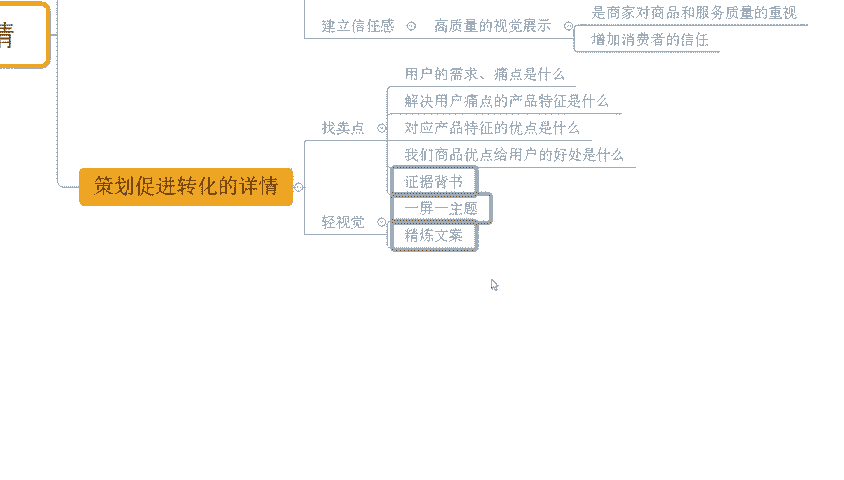 是商家对商品和服务质量的重视
建立信任感 高质量的视觉展示
增加消费者的信任
情
用户的需求、痛点是什么
解决用户痛点的产品特征是什么
找卖点
对应产品特征的优点是什么
我们商品优点给用户的好处是什么
证据背书
策划促进转化的详情
一屏一主题
轻视觉
精炼文案